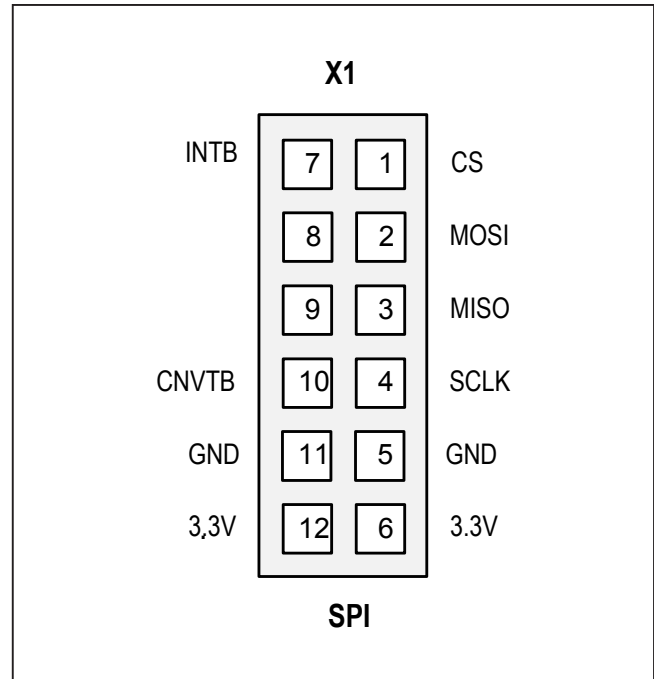 X1
INTB 7 1 CS
8 2 MOSI
9 3 MISO
CNVTB 10 4 SCLK
GND 11 5 GND
3,3V 12 6 3.3V
SPI